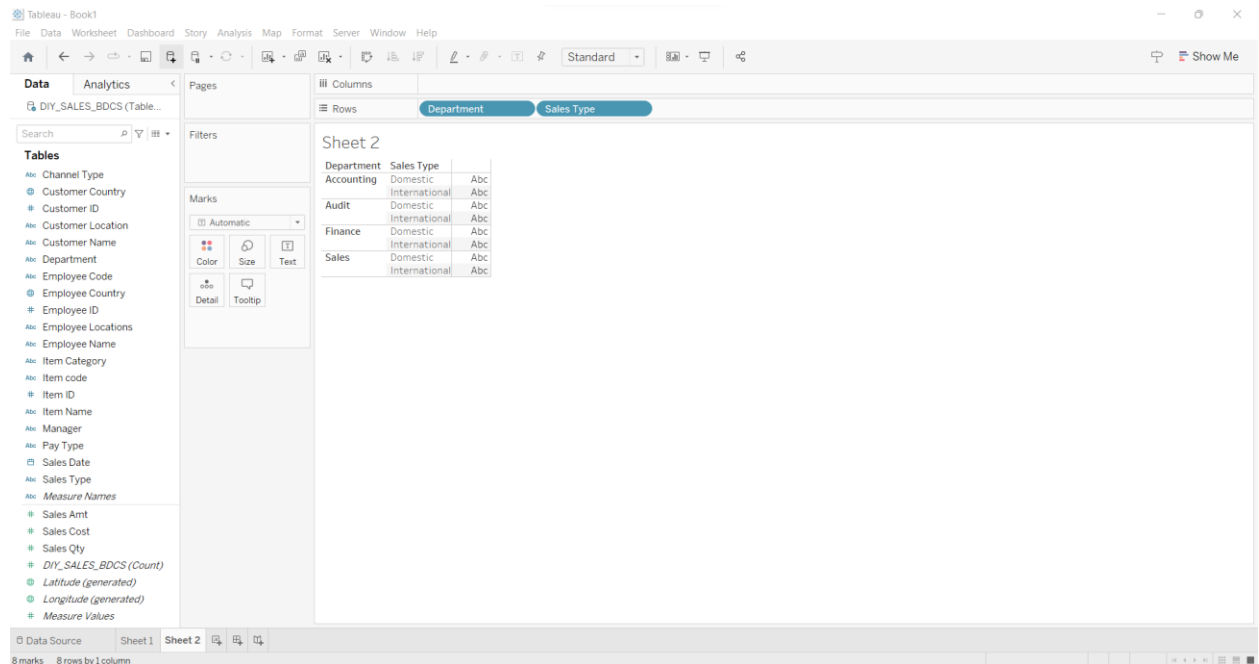 Tableau - Book1
File Data Worksheet Dashboard Story Analysis Map Format Server Window Help
Standard
Show Me
Data Analytics
DIY_SALES_BDCS (Table...
Search
Tables
Abc Channel Type
Customer Country
# Customer ID
Abc Customer Location
Abc Customer Name
Abc Department
Abc Employee Code
Employee Country
# Employee ID
Abc Employee Locations
Abc Employee Name
Abc Item Category
Abc Item code
# Item ID
Abc Item Name
Abc Manager
Abc Pay Type
Sales Date
Abc Sales Type
Abc Measure Names
# Sales Amt
# Sales Cost
# Sales Qty
# DIY_SALES_BDCS (Count)
Latitude (generated)
Longitude (generated)
# Measure Values
Pages
Filters
Marks
Automatic
Color Size Text
Detail Tooltip
Columns
Rows Department Sales Type
Sheet 2
Department Sales Type
Accounting Domestic Abc
International Abc
Audit Domestic Abc
International Abc
Finance Domestic Abc
International Abc
Sales Domestic Abc
International Abc
Data Source Sheet 1 Sheet 2
8 marks 8 rows by 1 column